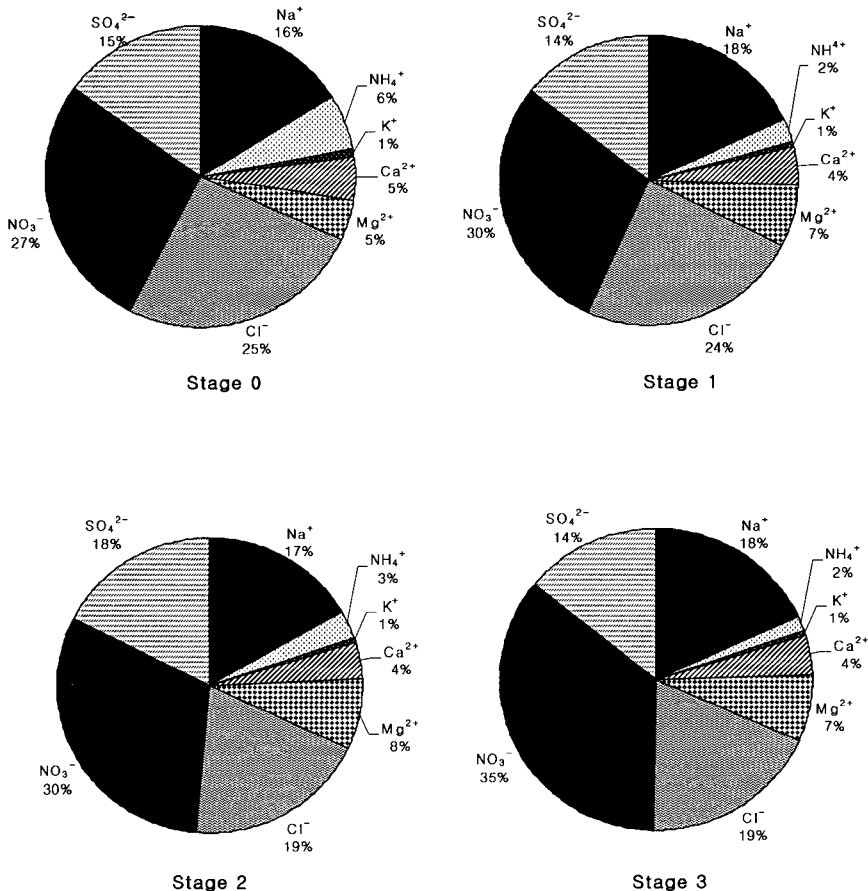 SO₄²⁻
15%
Na⁺
16%
NH₄⁺
6%
K⁺
1%
Ca²⁺
5%
Mg²⁺
5%
Cl⁻
25%
NO₃⁻
27%
Stage 0
SO₄²⁻
14%
Na⁺
18%
NH⁴⁺
2%
K⁺
1%
Ca²⁺
4%
Mg²⁺
7%
Cl⁻
24%
NO₃⁻
30%
Stage 1
SO₄²⁻
18%
Na⁺
17%
NH₄⁺
3%
K⁺
1%
Ca²⁺
4%
Mg²⁺
8%
Cl⁻
19%
NO₃⁻
30%
Stage 2
SO₄²⁻
14%
Na⁺
18%
NH₄⁺
2%
K⁺
1%
Ca²⁺
4%
Mg²⁺
7%
Cl⁻
19%
NO₃⁻
35%
Stage 3